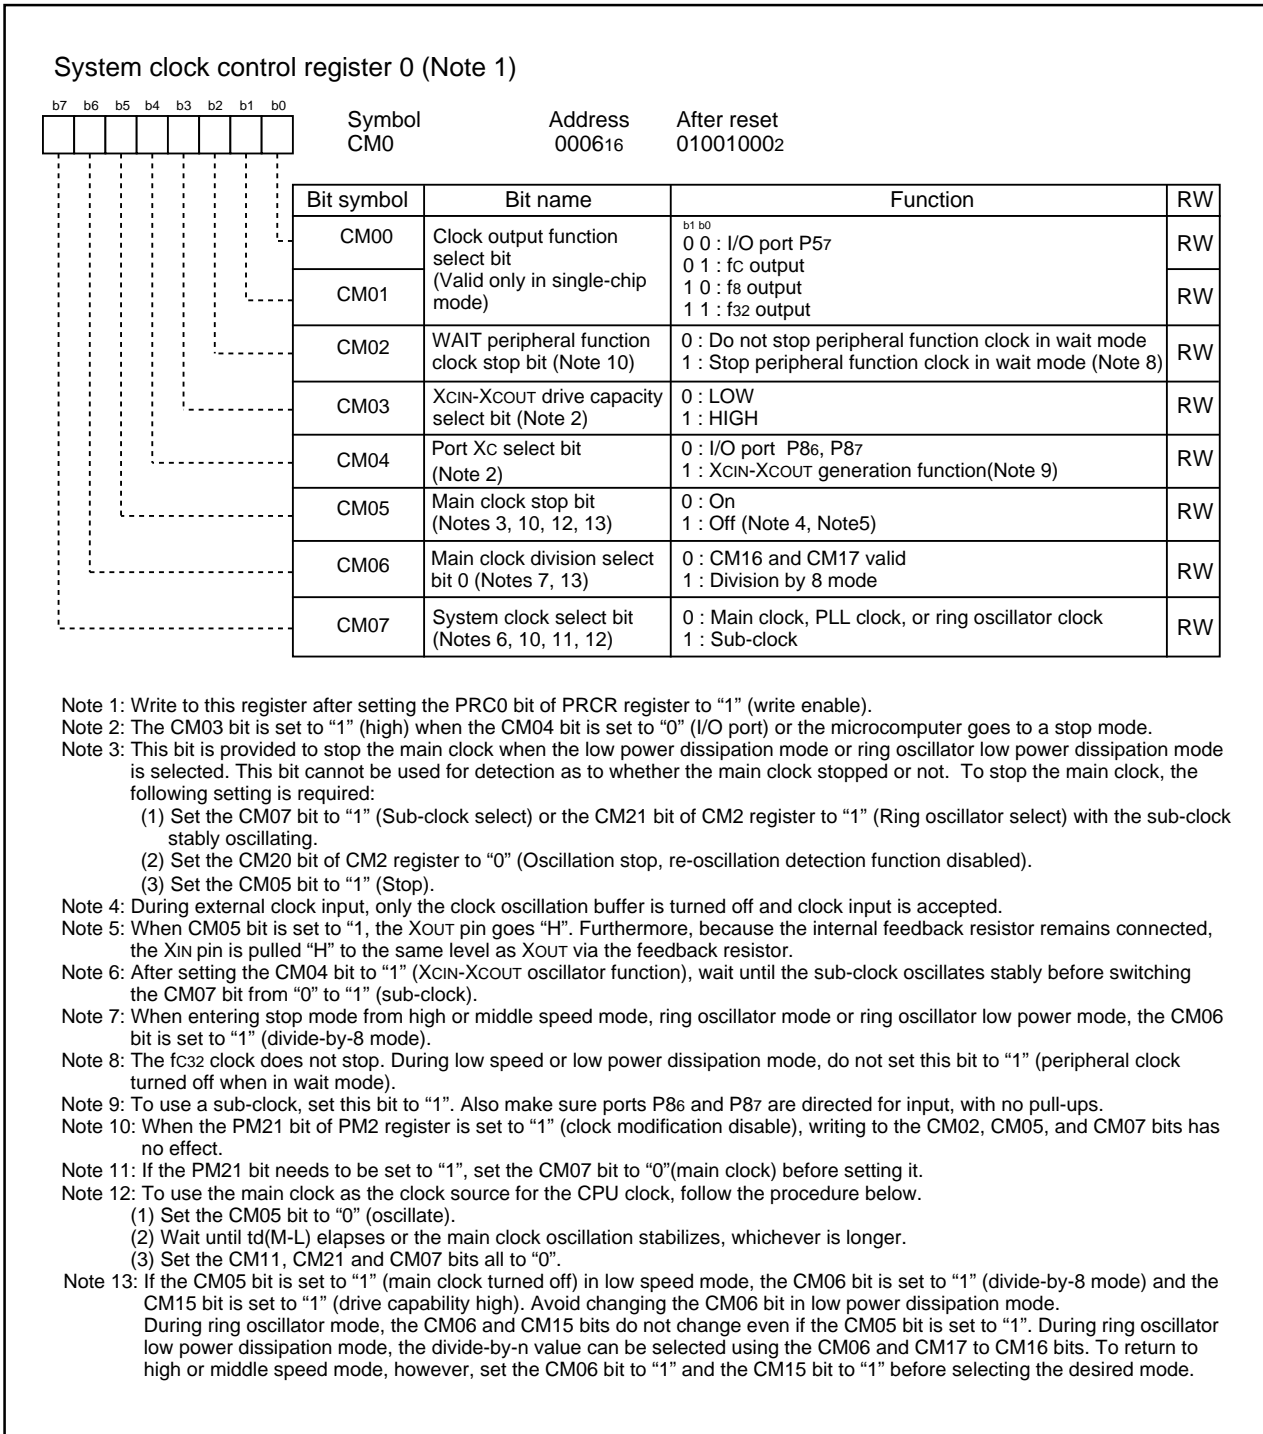 System clock control register 0 (Note 1)
b7 b6 b5 b4 b3 b2 b1 b0
Symbol Address After reset
CM0 000616 010010002
Bit symbol Bit name Function RW
CM00 Clock output function select bit (Valid only in single-chip mode)
b1 b0
0 0 : I/O port P57
0 1 : fC output
1 0 : f8 output
1 1 : f32 output
RW
CM01 RW
CM02 WAIT peripheral function clock stop bit (Note 10)
0 : Do not stop peripheral function clock in wait mode
1 : Stop peripheral function clock in wait mode (Note 8)
RW
CM03 XCIN-XCOUT drive capacity select bit (Note 2)
0 : LOW
1 : HIGH
RW
CM04 Port XC select bit (Note 2)
0 : I/O port P86, P87
1 : XCIN-XCOUT generation function(Note 9)
RW
CM05 Main clock stop bit (Notes 3, 10, 12, 13)
0 : On
1 : Off (Note 4, Note5)
RW
CM06 Main clock division select bit 0 (Notes 7, 13)
0 : CM16 and CM17 valid
1 : Division by 8 mode
RW
CM07 System clock select bit (Notes 6, 10, 11, 12)
0 : Main clock, PLL clock, or ring oscillator clock
1 : Sub-clock
RW
Note 1: Write to this register after setting the PRC0 bit of PRCR register to “1” (write enable).
Note 2: The CM03 bit is set to “1” (high) when the CM04 bit is set to “0” (I/O port) or the microcomputer goes to a stop mode.
Note 3: This bit is provided to stop the main clock when the low power dissipation mode or ring oscillator low power dissipation mode
is selected. This bit cannot be used for detection as to whether the main clock stopped or not. To stop the main clock, the
following setting is required:
(1) Set the CM07 bit to “1” (Sub-clock select) or the CM21 bit of CM2 register to “1” (Ring oscillator select) with the sub-clock
stably oscillating.
(2) Set the CM20 bit of CM2 register to “0” (Oscillation stop, re-oscillation detection function disabled).
(3) Set the CM05 bit to “1” (Stop).
Note 4: During external clock input, only the clock oscillation buffer is turned off and clock input is accepted.
Note 5: When CM05 bit is set to “1, the XOUT pin goes “H”. Furthermore, because the internal feedback resistor remains connected,
the XIN pin is pulled “H” to the same level as XOUT via the feedback resistor.
Note 6: After setting the CM04 bit to “1” (XCIN-XCOUT oscillator function), wait until the sub-clock oscillates stably before switching
the CM07 bit from “0” to “1” (sub-clock).
Note 7: When entering stop mode from high or middle speed mode, ring oscillator mode or ring oscillator low power mode, the CM06
bit is set to “1” (divide-by-8 mode).
Note 8: The fC32 clock does not stop. During low speed or low power dissipation mode, do not set this bit to “1” (peripheral clock
turned off when in wait mode).
Note 9: To use a sub-clock, set this bit to “1”. Also make sure ports P86 and P87 are directed for input, with no pull-ups.
Note 10: When the PM21 bit of PM2 register is set to “1” (clock modification disable), writing to the CM02, CM05, and CM07 bits has
no effect.
Note 11: If the PM21 bit needs to be set to “1”, set the CM07 bit to “0”(main clock) before setting it.
Note 12: To use the main clock as the clock source for the CPU clock, follow the procedure below.
(1) Set the CM05 bit to “0” (oscillate).
(2) Wait until td(M-L) elapses or the main clock oscillation stabilizes, whichever is longer.
(3) Set the CM11, CM21 and CM07 bits all to “0”.
Note 13: If the CM05 bit is set to “1” (main clock turned off) in low speed mode, the CM06 bit is set to “1” (divide-by-8 mode) and the
CM15 bit is set to “1” (drive capability high). Avoid changing the CM06 bit in low power dissipation mode.
During ring oscillator mode, the CM06 and CM15 bits do not change even if the CM05 bit is set to “1”. During ring oscillator
low power dissipation mode, the divide-by-n value can be selected using the CM06 and CM17 to CM16 bits. To return to
high or middle speed mode, however, set the CM06 bit to “1” and the CM15 bit to “1” before selecting the desired mode.